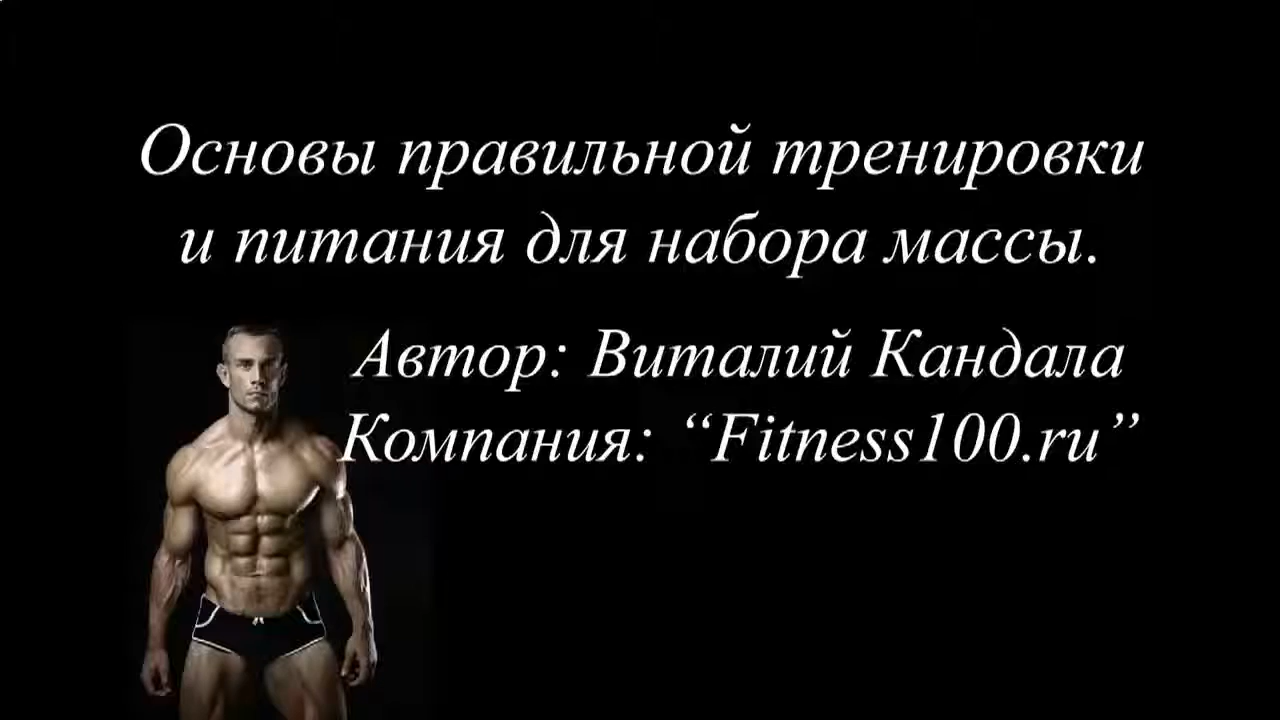 Основы правильной тренировки
и питания для набора массы.
Автор: Виталий Кандала
Компания: “Fitness100.ru”